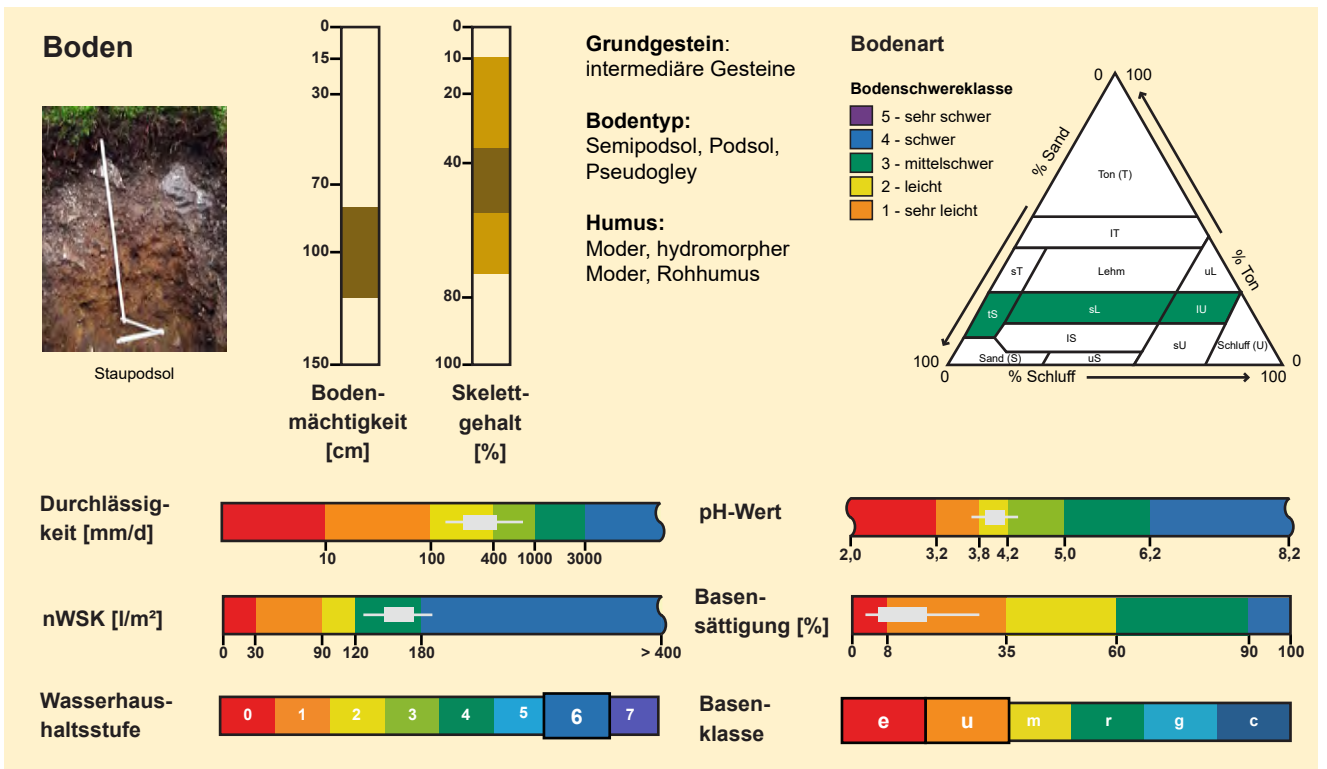 Boden
Staupodsol
0
15
30
70
100
150
Boden-
mächtigkeit
[cm]
0
10
20
40
80
100
Skelett-
gehalt
[%]
Grundgestein:
intermediäre Gesteine
Bodentyp:
Semipodsol, Podsol,
Pseudogley
Humus:
Moder, hydromorpher
Moder, Rohhumus
Bodenart
Bodenschwereklasse
5 - sehr schwer
4 - schwer
3 - mittelschwer
2 - leicht
1 - sehr leicht
0 100
% Sand
% Ton
Ton (T)
lT
sT Lehm uL
tS sL lU
lS
sU Schluff (U)
Sand (S) uS
100 0
0 % Schluff 100
Durchlässig-
keit [mm/d]
10 100 400 1000 3000
pH-Wert
2,0 3,2 3,8 4,2 5,0 6,2 8,2
nWSK [l/m²]
0 30 90 120 180 > 400
Basen-
sättigung [%]
0 8 35 60 90 100
Wasserhaus-
haltsstufe
0 1 2 3 4 5 6 7
Basen-
klasse
e u m r g c